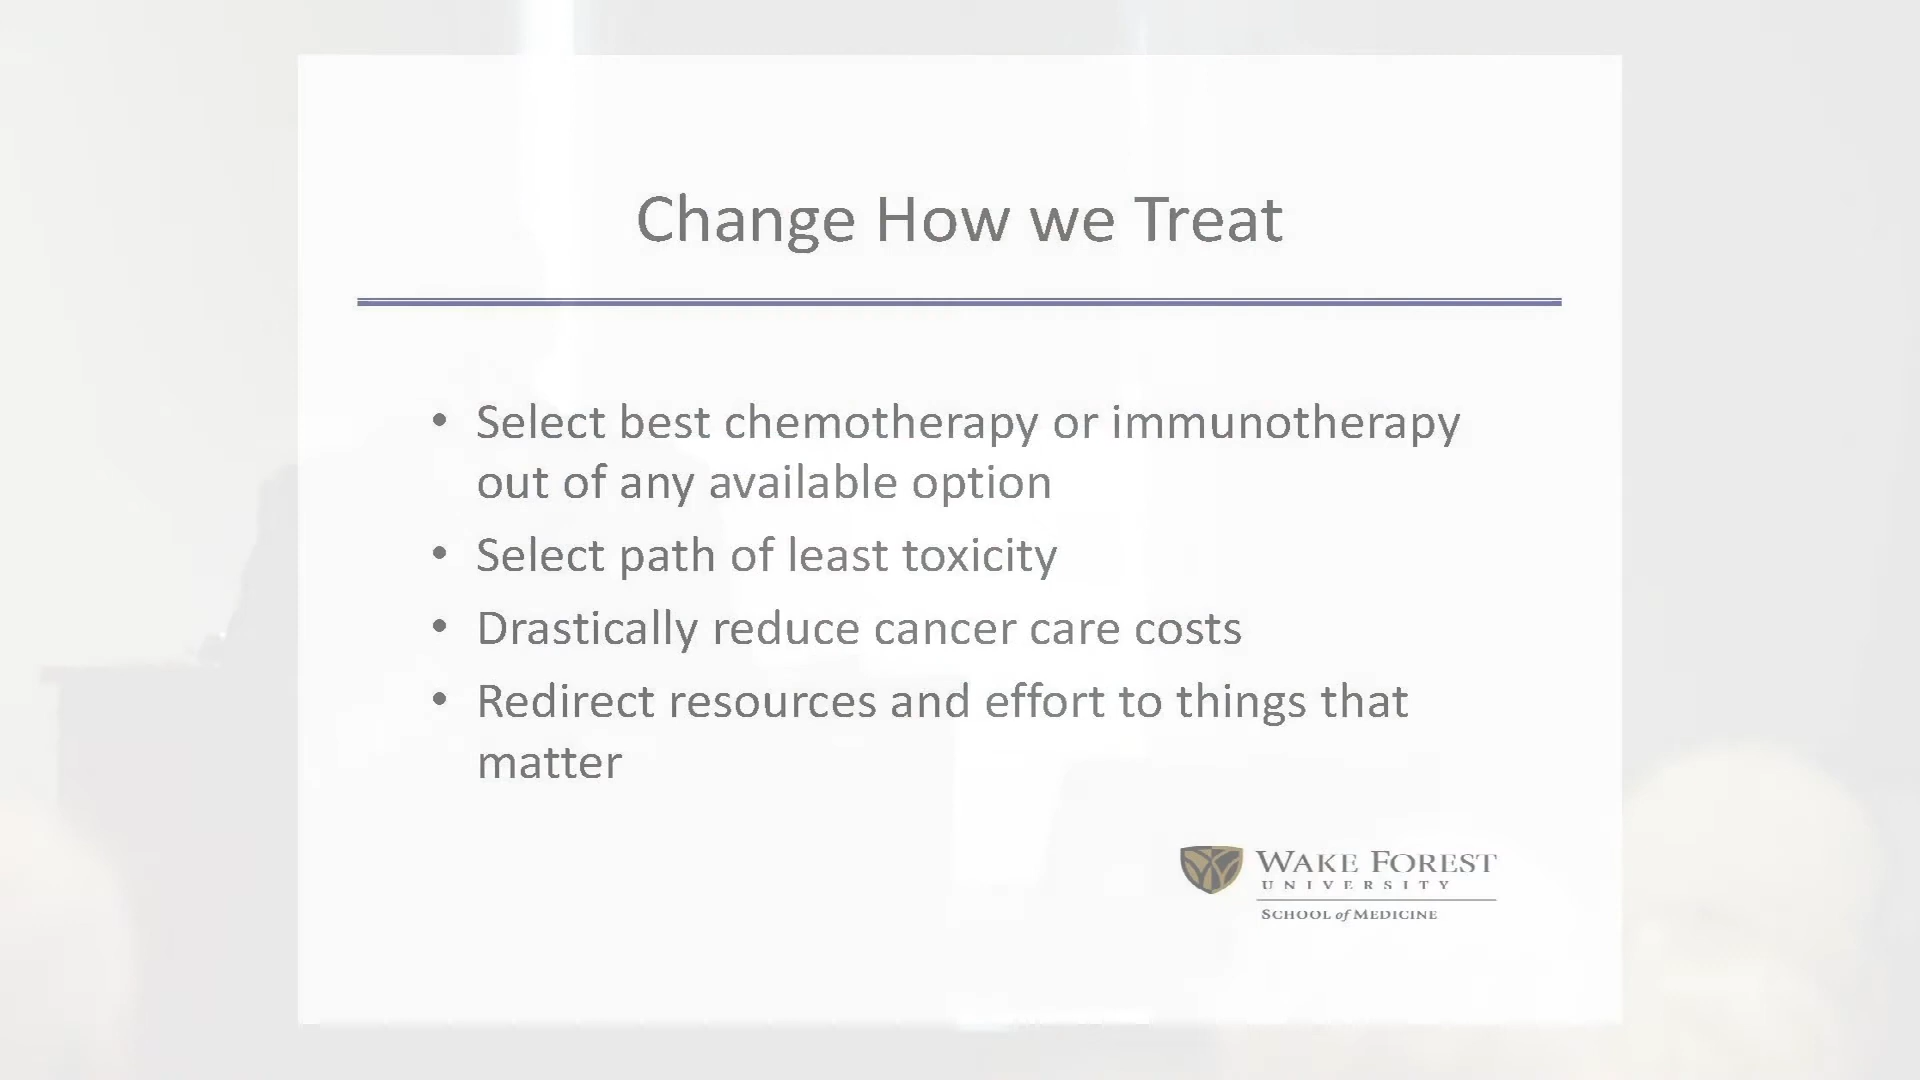 Change How we Treat
• Select best chemotherapy or immunotherapy
out of any available option
• Select path of least toxicity
• Drastically reduce cancer care costs
• Redirect resources and effort to things that
matter
WAKE FOREST
UNIVERSITY
SCHOOL of MEDICINE